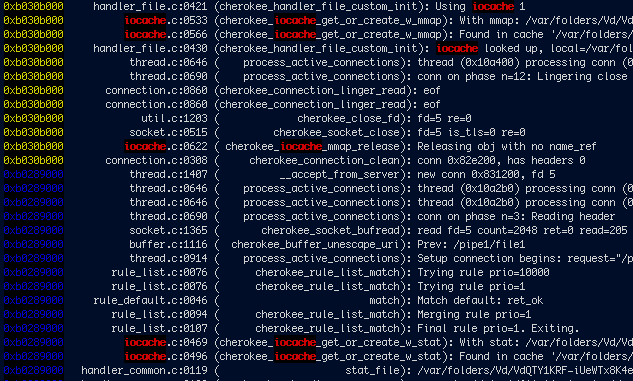 0xb030b000 handler_file.c:0421 (cherokee_handler_file_custom_init): Using iocache 1
0xb030b000 iocache.c:0533 (cherokee_iocache_get_or_create_w_mmap): With mmap: /var/folders/Vd/Vd
0xb030b000 iocache.c:0566 (cherokee_iocache_get_or_create_w_mmap): Found in cache '/var/folders/
0xb030b000 handler_file.c:0430 (cherokee_handler_file_custom_init): iocache looked up, local=/var/fol
0xb030b000 thread.c:0646 ( process_active_connections): thread (0x10a400) processing conn (0
0xb030b000 thread.c:0690 ( process_active_connections): conn on phase n=12: Lingering close
0xb030b000 connection.c:0860 (cherokee_connection_linger_read): eof
0xb030b000 connection.c:0860 (cherokee_connection_linger_read): eof
0xb030b000 util.c:1203 ( cherokee_close_fd): fd=5 re=0
0xb030b000 socket.c:0515 ( cherokee_socket_close): fd=5 is_tls=0 re=0
0xb030b000 iocache.c:0622 ( cherokee_iocache_mmap_release): Releasing obj with no name_ref
0xb030b000 connection.c:0308 ( cherokee_connection_clean): conn 0x82e200, has headers 0
0xb0289000 thread.c:1407 ( __accept_from_server): new conn 0x831200, fd 5
0xb0289000 thread.c:0646 ( process_active_connections): thread (0x10a2b0) processing conn (0
0xb0289000 thread.c:0646 ( process_active_connections): thread (0x10a2b0) processing conn (0
0xb0289000 thread.c:0690 ( process_active_connections): conn on phase n=3: Reading header
0xb0289000 socket.c:1365 ( cherokee_socket_bufread): read fd=5 count=2048 ret=0 read=205
0xb0289000 buffer.c:1116 ( cherokee_buffer_unescape_uri): Prev: /pipe1/file1
0xb0289000 thread.c:0914 ( process_active_connections): Setup connection begins: request="/p
0xb0289000 rule_list.c:0076 ( cherokee_rule_list_match): Trying rule prio=10000
0xb0289000 rule_list.c:0076 ( cherokee_rule_list_match): Trying rule prio=1
0xb0289000 rule_default.c:0046 ( match): Match default: ret_ok
0xb0289000 rule_list.c:0094 ( cherokee_rule_list_match): Merging rule prio=1
0xb0289000 rule_list.c:0107 ( cherokee_rule_list_match): Final rule prio=1. Exiting.
0xb0289000 iocache.c:0469 (cherokee_iocache_get_or_create_w_stat): With stat: /var/folders/Vd/Vd
0xb0289000 iocache.c:0496 (cherokee_iocache_get_or_create_w_stat): Found in cache '/var/folders/
0xb0289000 handler_common.c:0119 ( stat_file): /var/folders/Vd/VdQTY1KRF-iUeWTx8K4e